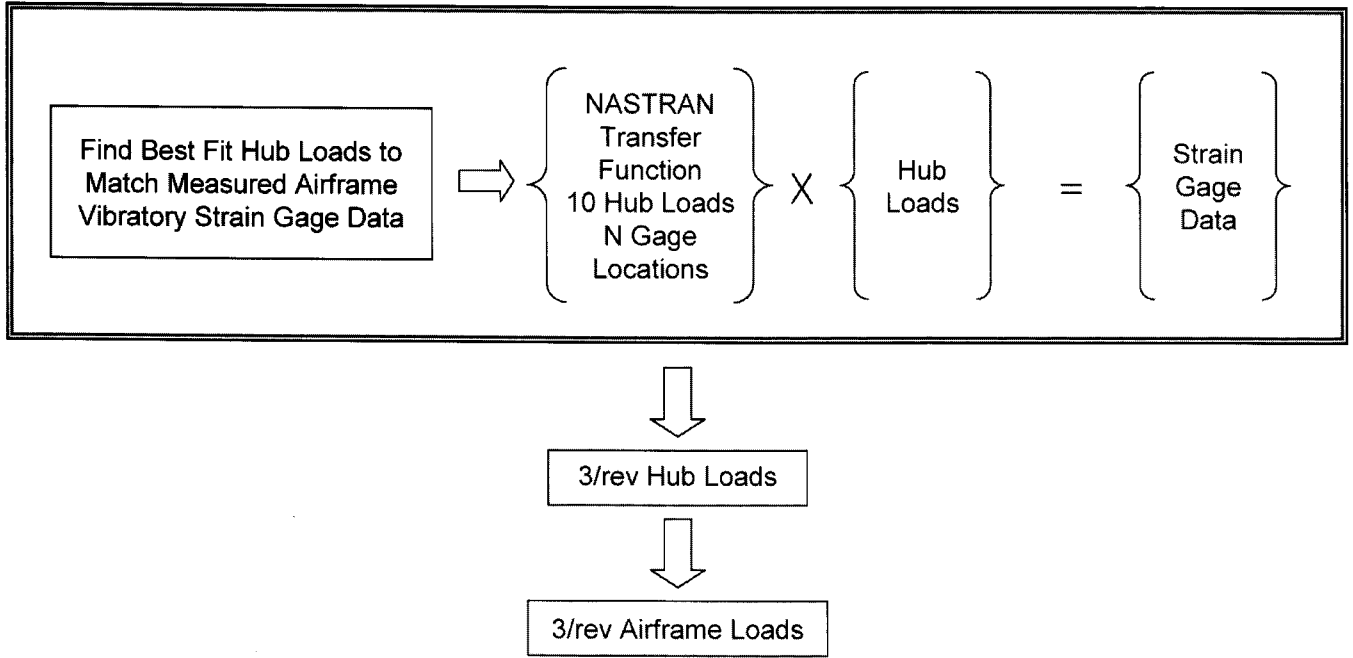 Find Best Fit Hub Loads to
Match Measured Airframe
Vibratory Strain Gage Data
NASTRAN
Transfer
Function
10 Hub Loads
N Gage
Locations
X
Hub
Loads
=
Strain
Gage
Data
3/rev Hub Loads
3/rev Airframe Loads